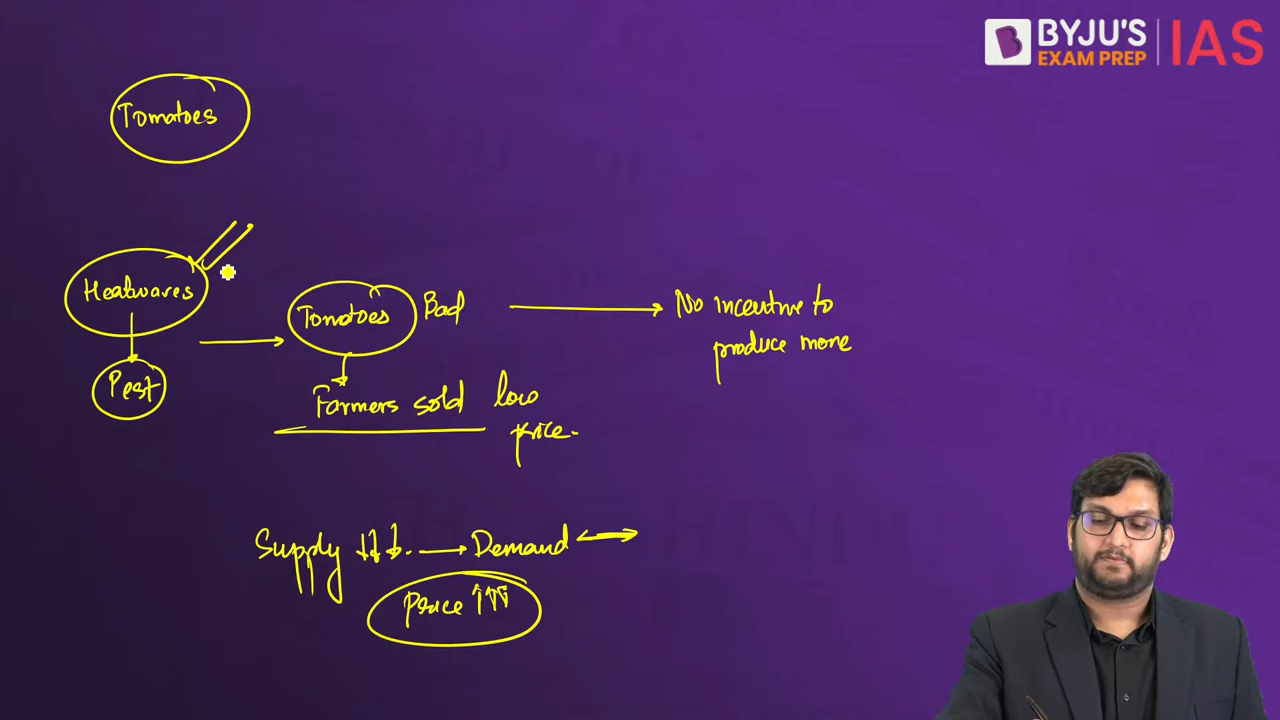 BYJU'S
EXAM PREP
IAS
Tomatoes
Heatwaves
Pest
Tomatoes Bad
Farmers sold low
price.
No incentive to
produce more
Supply ↓↓↓. → Demand ↔
Price ↑↑↑